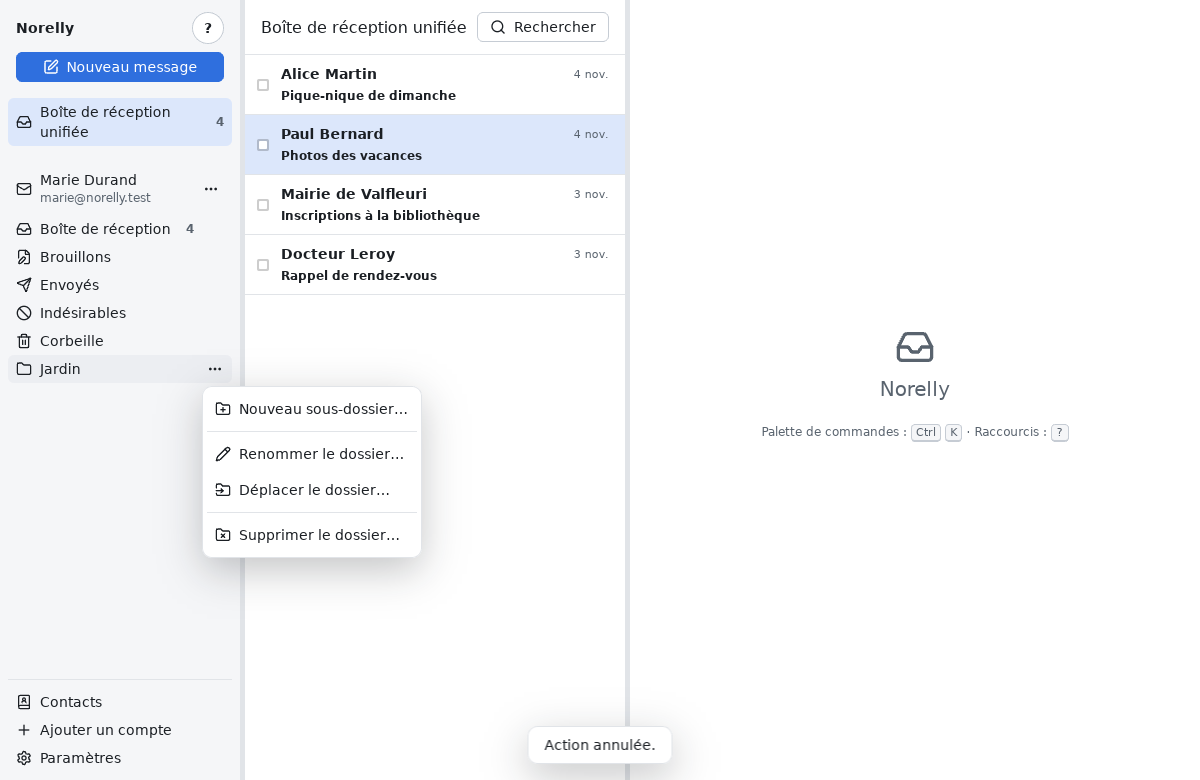 Norelly
?
Nouveau message
Boîte de réception
unifiée
4
Marie Durand
marie@norelly.test
Boîte de réception
4
Brouillons
Envoyés
Indésirables
Corbeille
Jardin
Contacts
Ajouter un compte
Paramètres
Boîte de réception unifiée
Rechercher
Alice Martin
4 nov.
Pique-nique de dimanche
Paul Bernard
4 nov.
Photos des vacances
Mairie de Valfleuri
3 nov.
Inscriptions à la bibliothèque
Docteur Leroy
3 nov.
Rappel de rendez-vous
Nouveau sous-dossier…
Renommer le dossier…
Déplacer le dossier…
Supprimer le dossier…
Norelly
Palette de commandes : Ctrl K · Raccourcis : ?
Action annulée.